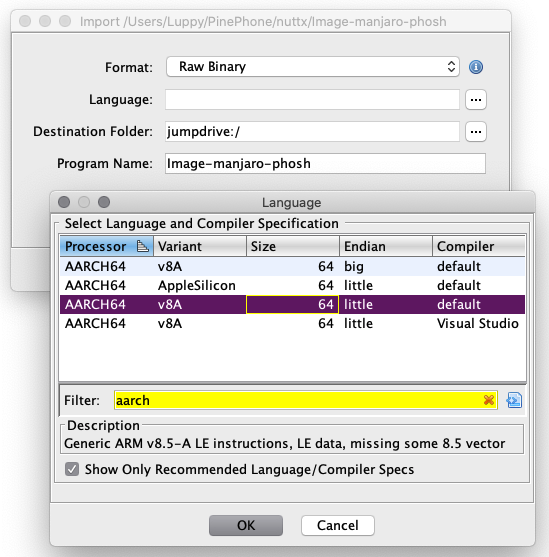 Import /Users/Luppy/PinePhone/nuttx/Image-manjaro-phosh
Format: Raw Binary
Language:
Destination Folder: jumpdrive:/
Program Name: Image-manjaro-phosh
Language
Select Language and Compiler Specification
Processor Variant Size Endian Compiler
AARCH64 v8A 64 big default
AARCH64 AppleSilicon 64 little default
AARCH64 v8A 64 little default
AARCH64 v8A 64 little Visual Studio
Filter: aarch
Description
Generic ARM v8.5-A LE instructions, LE data, missing some 8.5 vector
Show Only Recommended Language/Compiler Specs
OK Cancel